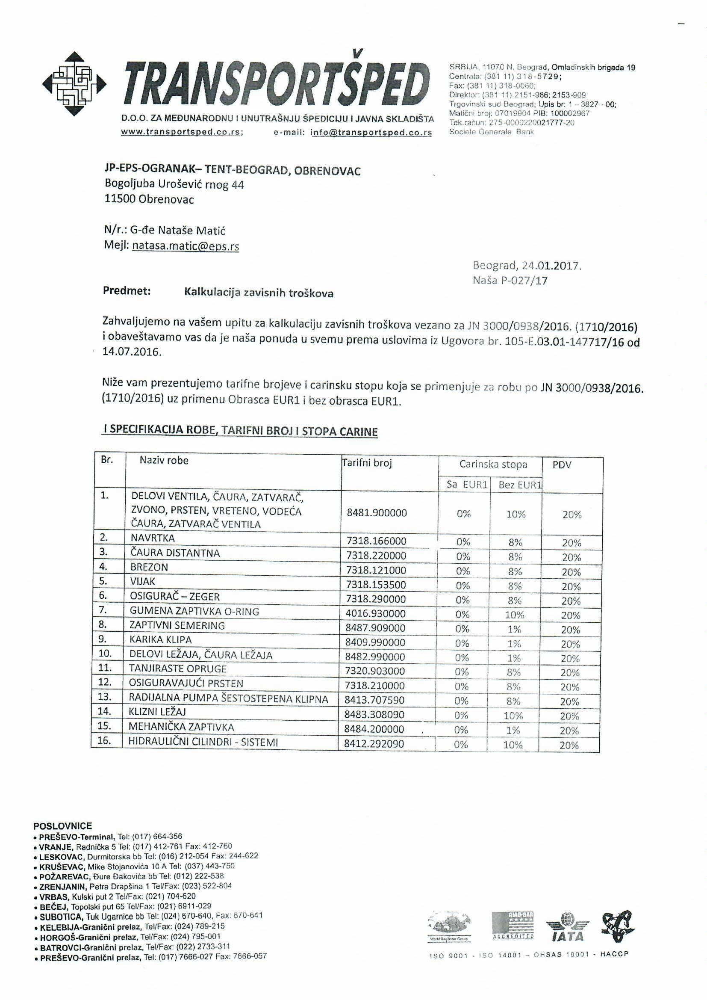 TRANSPORTŠPED
D.O.O. ZA MEĐUNARODNU I UNUTRAŠNJU ŠPEDICIJU I JAVNA SKLADIŠTA
www.transportsped.co.rs; e-mail: info@transportsped.co.rs
SRBIJA, 11070 N. Beograd, Omladinskih brigada 19
Centrala: (381 11) 318-5729;
Fax: (381 11) 318-0060;
Direktor: (381 11) 2151-986; 2153-909
Trgovinski sud Beograd; Upis br: 1 – 3827 - 00;
Matični broj: 07019904 PIB: 100002967
Tek.račun: 275-0000220021777-20
Societe Generale Bank
JP-EPS-OGRANAK– TENT-BEOGRAD, OBRENOVAC
Bogoljuba Urošević rnog 44
11500 Obrenovac
N/r.: G-đe Nataše Matić
Mejl: natasa.matic@eps.rs
Beograd, 24.01.2017.
Naša P-027/17
Predmet: Kalkulacija zavisnih troškova
Zahvaljujemo na vašem upitu za kalkulaciju zavisnih troškova vezano za JN 3000/0938/2016. (1710/2016)
i obaveštavamo vas da je naša ponuda u svemu prema uslovima iz Ugovora br. 105-E.03.01-147717/16 od
14.07.2016.
Niže vam prezentujemo tarifne brojeve i carinsku stopu koja se primenjuje za robu po JN 3000/0938/2016.
(1710/2016) uz primenu Obrasca EUR1 i bez obrasca EUR1.
I SPECIFIKACIJA ROBE, TARIFNI BROJ I STOPA CARINE
Br. Naziv robe Tarifni broj Carinska stopa PDV
Sa EUR1 Bez EUR1
1. DELOVI VENTILA, ČAURA, ZATVARAČ,
ZVONO, PRSTEN, VRETENO, VODEĆA 8481.900000 0% 10% 20%
ČAURA, ZATVARAČ VENTILA
2. NAVRTKA 7318.166000 0% 8% 20%
3. ČAURA DISTANTNA 7318.220000 0% 8% 20%
4. BREZON 7318.121000 0% 8% 20%
5. VIJAK 7318.153500 0% 8% 20%
6. OSIGURAČ – ZEGER 7318.290000 0% 8% 20%
7. GUMENA ZAPTIVKA O-RING 4016.930000 0% 10% 20%
8. ZAPTIVNI SEMERING 8487.909000 0% 1% 20%
9. KARIKA KLIPA 8409.990000 0% 1% 20%
10. DELOVI LEŽAJA, ČAURA LEŽAJA 8482.990000 0% 1% 20%
11. TANJIRASTE OPRUGE 7320.903000 0% 8% 20%
12. OSIGURAVAJUĆI PRSTEN 7318.210000 0% 8% 20%
13. RADIJALNA PUMPA ŠESTOSTEPENA KLIPNA 8413.707590 0% 8% 20%
14. KLIZNI LEŽAJ 8483.308090 0% 10% 20%
15. MEHANIČKA ZAPTIVKA 8484.200000 0% 1% 20%
16. HIDRAULIČNI CILINDRI - SISTEMI 8412.292090 0% 10% 20%
POSLOVNICE
• PREŠEVO-Terminal, Tel: (017) 664-356
• VRANJE, Radnička 5 Tel: (017) 412-761 Fax: 412-760
• LESKOVAC, Durmitorska bb Tel: (016) 212-054 Fax: 244-622
• KRUŠEVAC, Mike Stojanovića 10 A Tel: (037) 443-750
• POŽAREVAC, Đure Đakovića bb Tel: (012) 222-538
• ZRENJANIN, Petra Drapšina 1 Tel/Fax: (023) 522-804
• VRBAS, Kulski put 2 Tel/Fax: (021) 704-620
• BEČEJ, Topolski put 65 Tel/Fax: (021) 6911-029
• SUBOTICA, Tuk Ugarnice bb Tel: (024) 670-640, Fax: 670-641
• KELEBIJA-Granični prelaz, Tel/Fax: (024) 789-215
• HORGOŠ-Granični prelaz, Tel/Fax: (024) 795-001
• BATROVCI-Granični prelaz, Tel/Fax: (022) 2733-311
• PREŠEVO-Granični prelaz, Tel: (017) 7666-027 Fax: 7666-057
World Registrar Group
ACCREDITED
IATA
FIATA
ISO 9001 - ISO 14001 – OHSAS 18001 - HACCP